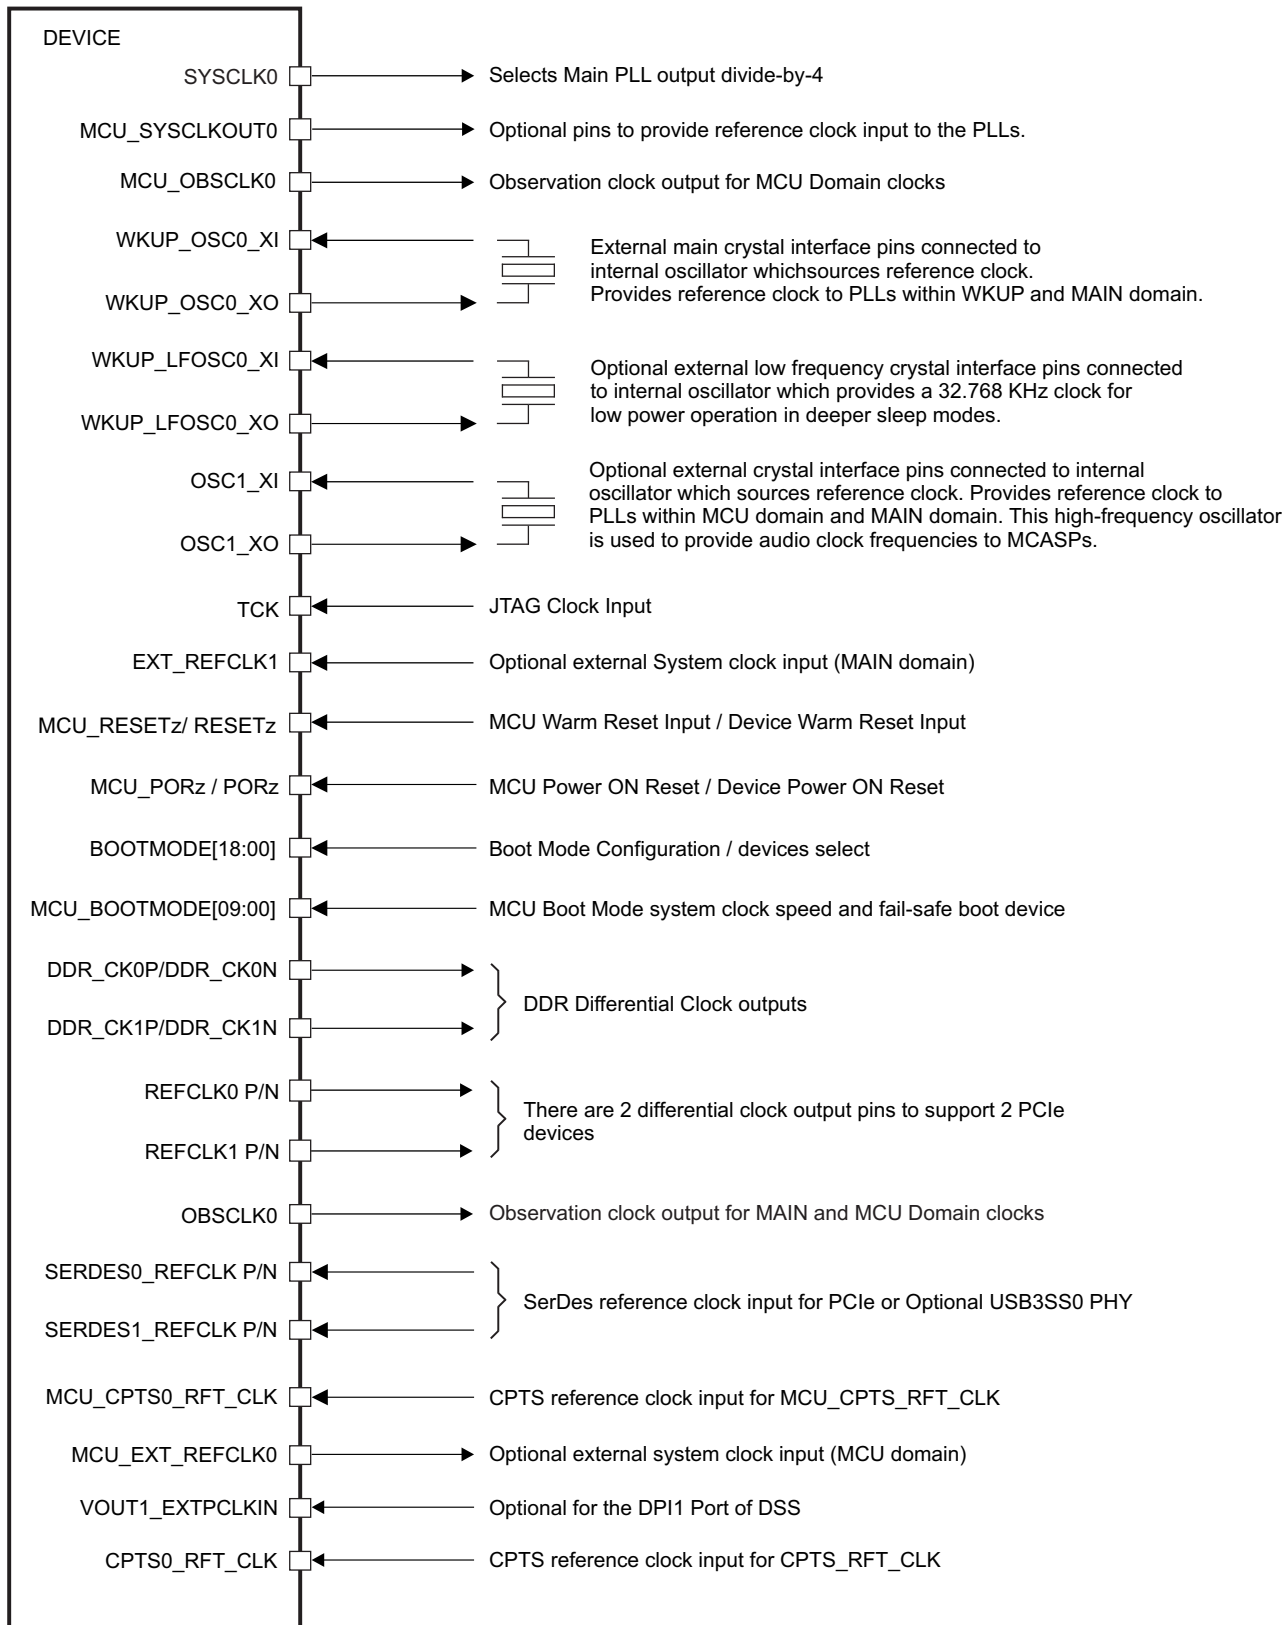 DEVICE
SYSCLK0
Selects Main PLL output divide-by-4
MCU_SYSCLKOUT0
Optional pins to provide reference clock input to the PLLs.
MCU_OBSCLK0
Observation clock output for MCU Domain clocks
WKUP_OSC0_XI
External main crystal interface pins connected to
internal oscillator whichsources reference clock.
Provides reference clock to PLLs within WKUP and MAIN domain.
WKUP_OSC0_XO
WKUP_LFOSC0_XI
Optional external low frequency crystal interface pins connected
to internal oscillator which provides a 32.768 KHz clock for
low power operation in deeper sleep modes.
WKUP_LFOSC0_XO
OSC1_XI
Optional external crystal interface pins connected to internal
oscillator which sources reference clock. Provides reference clock to
PLLs within MCU domain and MAIN domain. This high-frequency oscillator
is used to provide audio clock frequencies to MCASPs.
OSC1_XO
TCK
JTAG Clock Input
EXT_REFCLK1
Optional external System clock input (MAIN domain)
MCU_RESETz/ RESETz
MCU Warm Reset Input / Device Warm Reset Input
MCU_PORz / PORz
MCU Power ON Reset / Device Power ON Reset
BOOTMODE[18:00]
Boot Mode Configuration / devices select
MCU_BOOTMODE[09:00]
MCU Boot Mode system clock speed and fail-safe boot device
DDR_CK0P/DDR_CK0N
DDR Differential Clock outputs
DDR_CK1P/DDR_CK1N
REFCLK0 P/N
There are 2 differential clock output pins to support 2 PCIe
devices
REFCLK1 P/N
OBSCLK0
Observation clock output for MAIN and MCU Domain clocks
SERDES0_REFCLK P/N
SerDes reference clock input for PCIe or Optional USB3SS0 PHY
SERDES1_REFCLK P/N
MCU_CPTS0_RFT_CLK
CPTS reference clock input for MCU_CPTS_RFT_CLK
MCU_EXT_REFCLK0
Optional external system clock input (MCU domain)
VOUT1_EXTPCLKIN
Optional for the DPI1 Port of DSS
CPTS0_RFT_CLK
CPTS reference clock input for CPTS_RFT_CLK